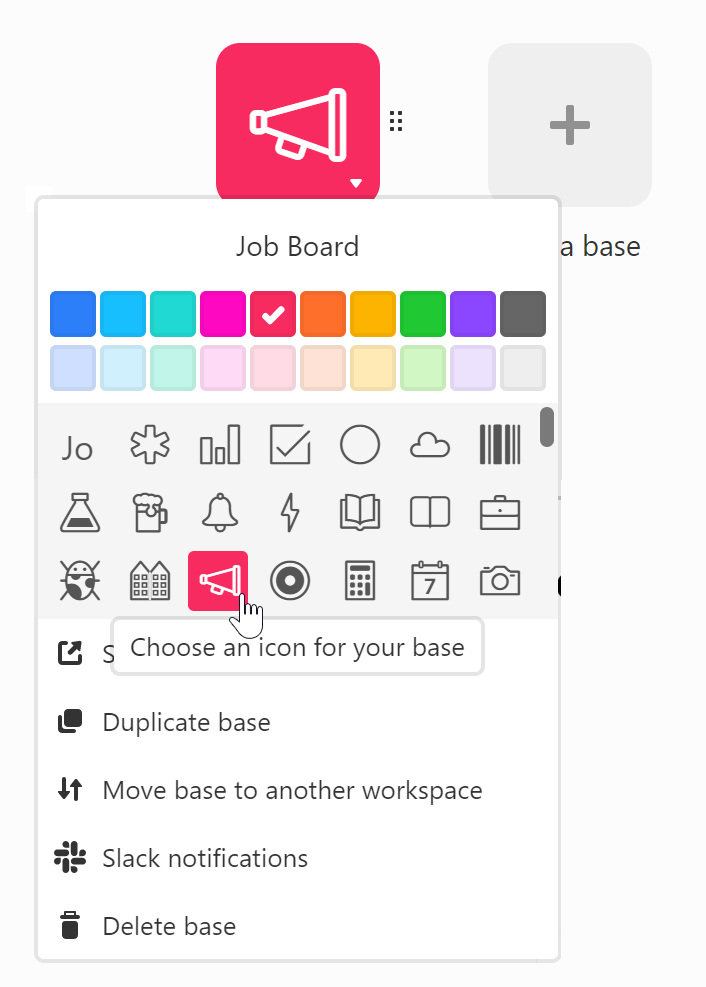 Job Board
a base
Jo
7
S
Choose an icon for your base
Duplicate base
Move base to another workspace
Slack notifications
Delete base